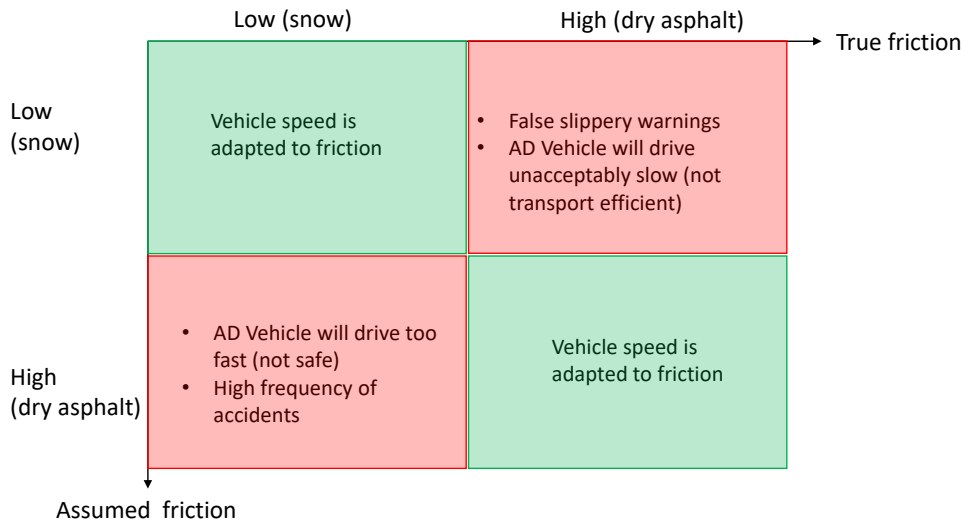 Low (snow)
High (dry asphalt)
True friction
Low
(snow)
Vehicle speed is
adapted to friction
• False slippery warnings
• AD Vehicle will drive
unacceptably slow (not
transport efficient)
High
(dry asphalt)
• AD Vehicle will drive too
fast (not safe)
• High frequency of
accidents
Vehicle speed is
adapted to friction
Assumed friction